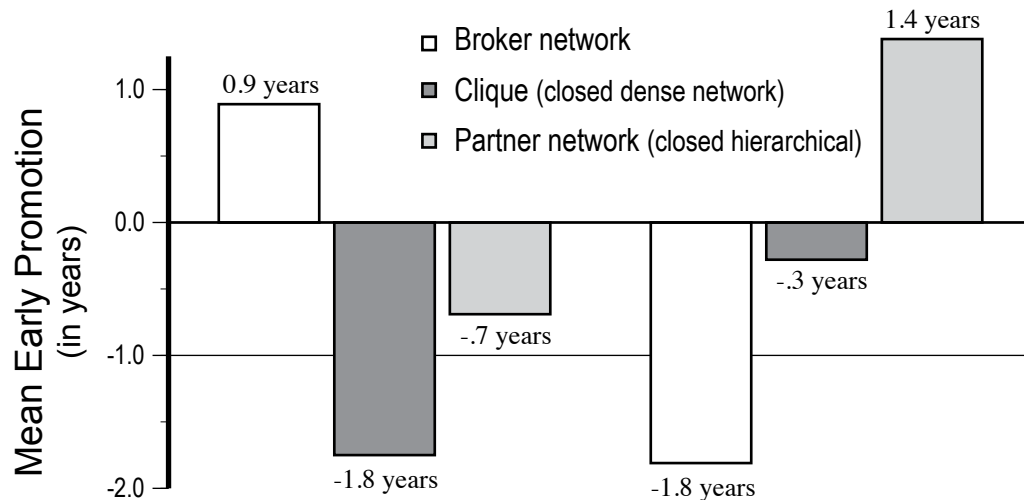 1.4 years
Broker network
1.0
0.9 years
Clique (closed dense network)
Partner network (closed hierarchical)
Mean Early Promotion
(in years)
0.0
-.3 years
-.7 years
-1.0
-1.8 years
-1.8 years
-2.0